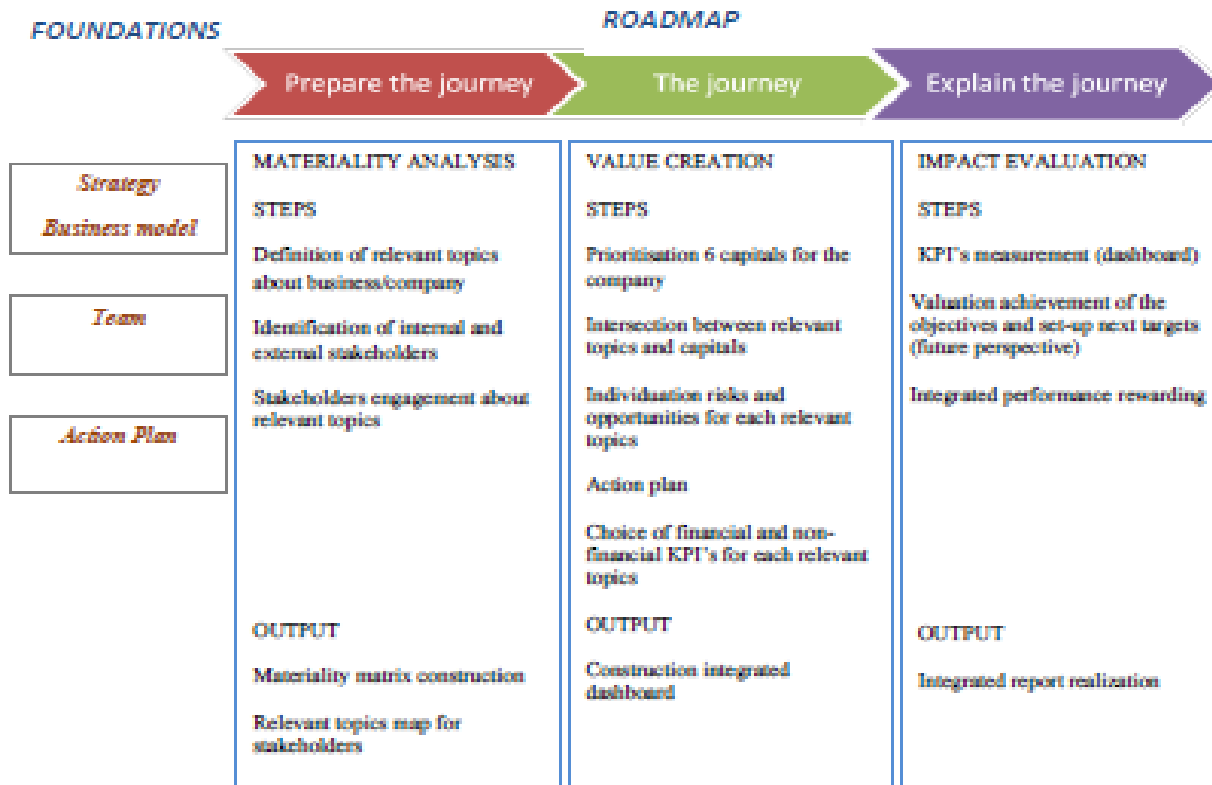 FOUNDATIONS
ROADMAP
Prepare the journey
The journey
Explain the journey
Strategy
Business model
Team
Action Plan
MATERIALITY ANALYSIS
STEPS
Definition of relevant topics
about business/company
Identification of internal and
external stakeholders
Stakeholders engagement about
relevant topics
OUTPUT
Materiality matrix construction
Relevant topics map for
stakeholders
VALUE CREATION
STEPS
Prioritisation 6 capitals for the
company
Intersection between relevant
topics and capitals
Individuation risks and
opportunities for each relevant
topics
Action plan
Choice of financial and non-
financial KPI's for each relevant
topics
OUTPUT
Construction integrated
dashboard
IMPACT EVALUATION
STEPS
KPI's measurement (dashboard)
Valuation achievement of the
objectives and set-up next targets
(future perspective)
Integrated performance rewarding
OUTPUT
Integrated report realization